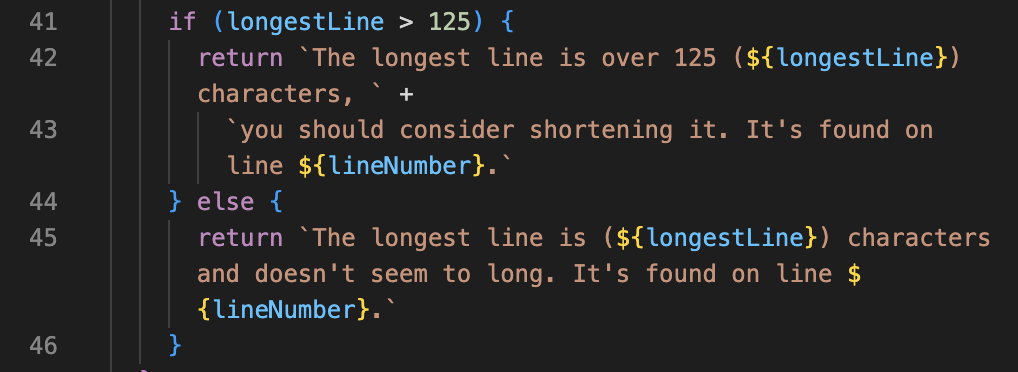 41 if (longestLine > 125) {
42 return `The longest line is over 125 (${longestLine})
characters, ` +
43 `you should consider shortening it. It's found on
line ${lineNumber}.`
44 } else {
45 return `The longest line is (${longestLine}) characters
and doesn't seem to long. It's found on line $
{lineNumber}.`
46 }